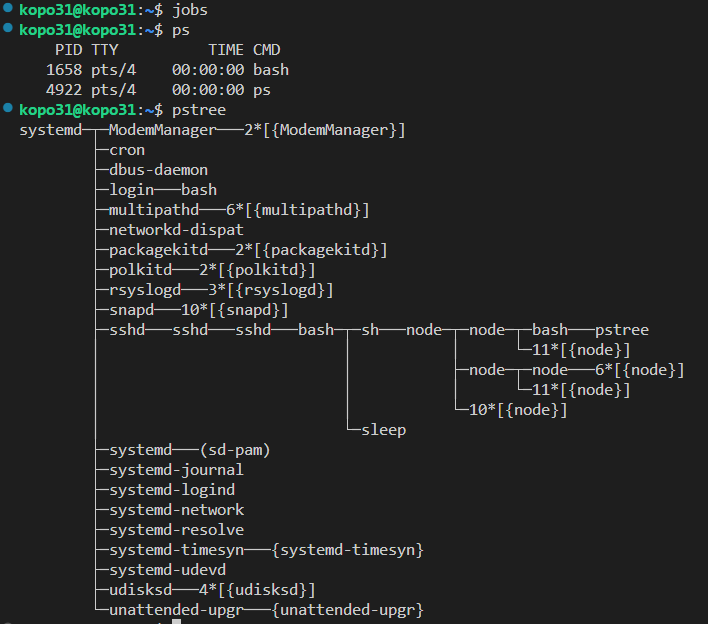 kopo31@kopo31:~$ jobs
kopo31@kopo31:~$ ps
    PID TTY          TIME CMD
   1658 pts/4    00:00:00 bash
   4922 pts/4    00:00:00 ps
kopo31@kopo31:~$ pstree
systemd─┬─ModemManager───2*[{ModemManager}]
        ├─cron
        ├─dbus-daemon
        ├─login───bash
        ├─multipathd───6*[{multipathd}]
        ├─networkd-dispat
        ├─packagekitd───2*[{packagekitd}]
        ├─polkitd───2*[{polkitd}]
        ├─rsyslogd───3*[{rsyslogd}]
        ├─snapd───10*[{snapd}]
        ├─sshd───sshd───sshd───bash─┬─sh───node─┬─node─┬─bash───pstree
        │                           │           │      └─11*[{node}]
        │                           │           ├─node─┬─node───6*[{node}]
        │                           │           │      └─11*[{node}]
        │                           │           └─10*[{node}]
        │                           └─sleep
        ├─systemd───(sd-pam)
        ├─systemd-journal
        ├─systemd-logind
        ├─systemd-network
        ├─systemd-resolve
        ├─systemd-timesyn───{systemd-timesyn}
        ├─systemd-udevd
        ├─udisksd───4*[{udisksd}]
        └─unattended-upgr───{unattended-upgr}